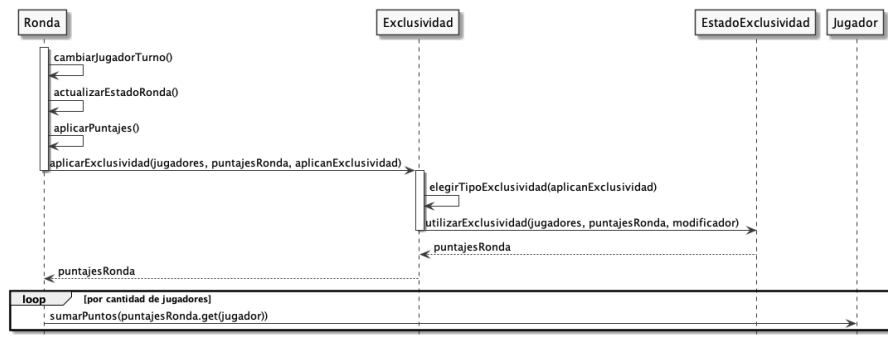 Ronda
Exclusividad
EstadoExclusividad
Jugador
cambiarJugadorTurno()
actualizarEstadoRonda()
aplicarPuntajes()
aplicarExclusividad(jugadores, puntajesRonda, aplicanExclusividad)
elegirTipoExclusividad(aplicanExclusividad)
utilizarExclusividad(jugadores, puntajesRonda, modificador)
puntajesRonda
puntajesRonda
loop [por cantidad de jugadores]
sumarPuntos(puntajesRonda.get(jugador))